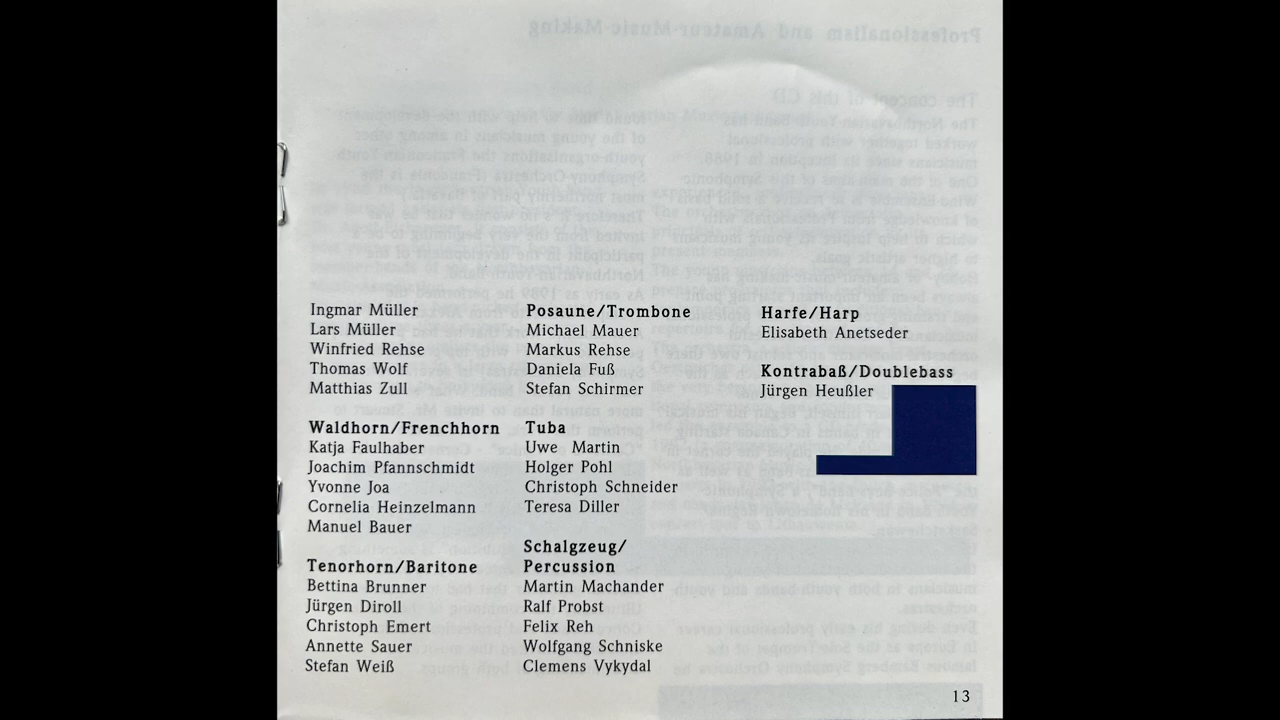 Ingmar Müller
Lars Müller
Winfried Rehse
Thomas Wolf
Matthias Zull
Waldhorn/Frenchhorn
Katja Faulhaber
Joachim Pfannschmidt
Yvonne Joa
Cornelia Heinzelmann
Manuel Bauer
Tenorhorn/Baritone
Bettina Brunner
Jürgen Diroll
Christoph Emert
Annette Sauer
Stefan Weiß
Posaune/Trombone
Michael Mauer
Markus Rehse
Daniela Fuß
Stefan Schirmer
Tuba
Uwe Martin
Holger Pohl
Christoph Schneider
Teresa Diller
Schalgzeug/
Percussion
Martin Machander
Ralf Probst
Felix Reh
Wolfgang Schniske
Clemens Vykydal
Harfe/Harp
Elisabeth Anetseder
Kontrabaß/Doublebass
Jürgen Heußler
13